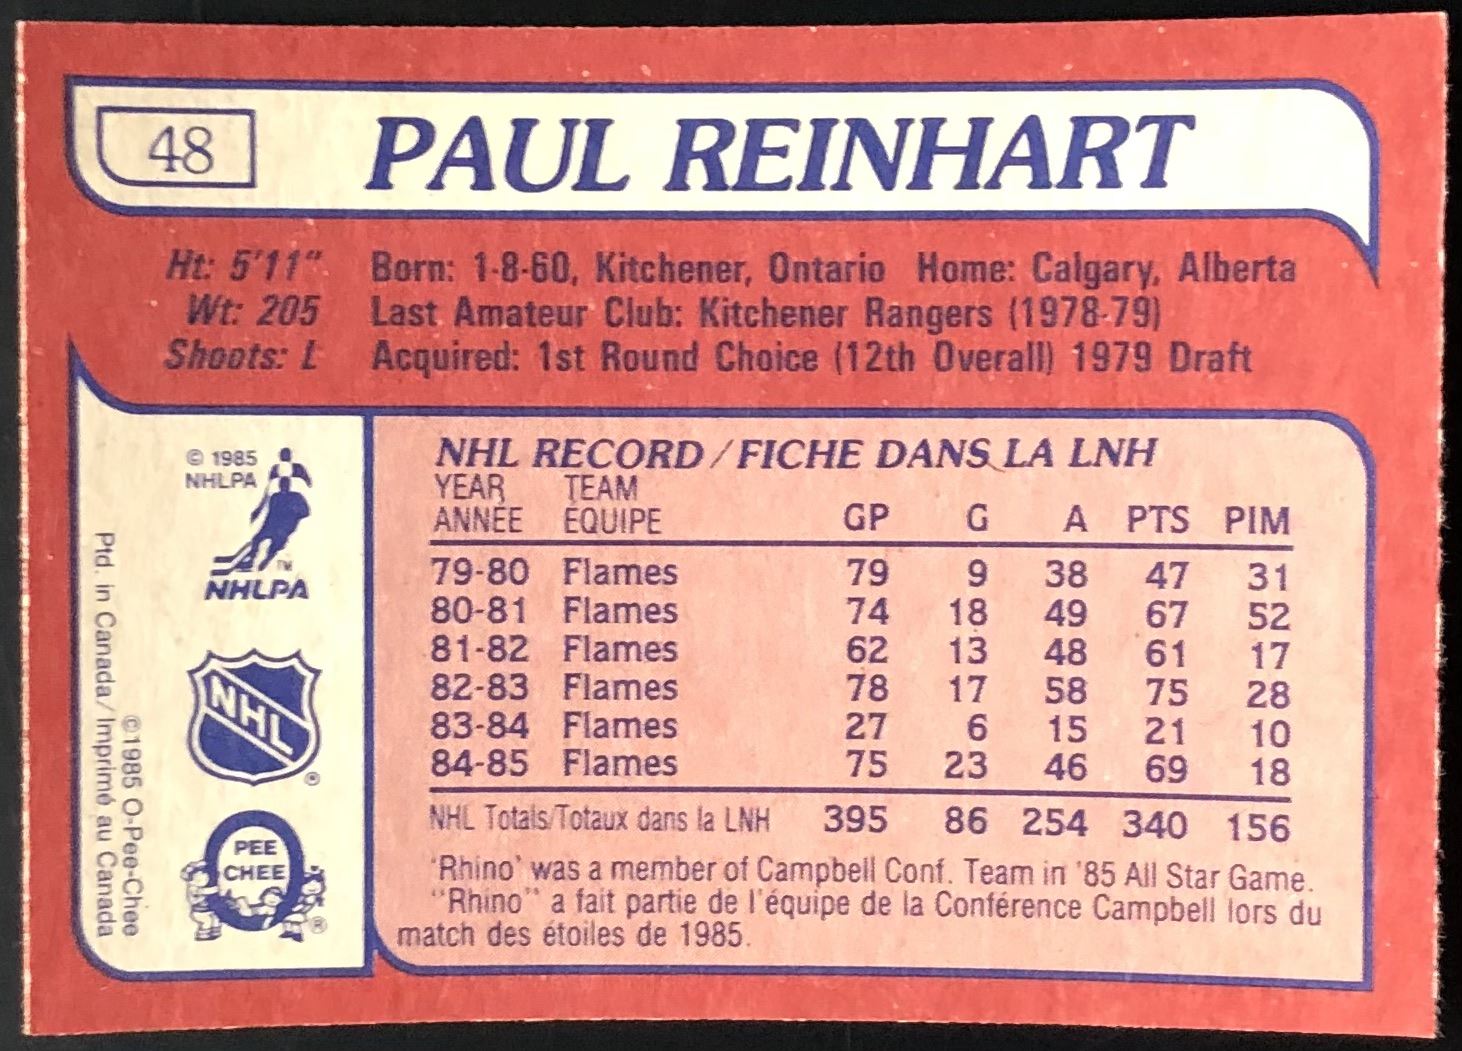 48
PAUL REINHART
Ht: 5'11" Born: 1-8-60, Kitchener, Ontario Home: Calgary, Alberta
Wt: 205 Last Amateur Club: Kitchener Rangers (1978-79)
Shoots: L Acquired: 1st Round Choice (12th Overall) 1979 Draft
© 1985
NHLPA
TM
NHLPA
NHL
®
PEE
CHEE
®
©1985 O-Pee-Chee
Ptd. in Canada/Imprimé au Canada
NHL RECORD/FICHE DANS LA LNH
YEAR TEAM
ANNÉE ÉQUIPE GP G A PTS PIM
79-80 Flames 79 9 38 47 31
80-81 Flames 74 18 49 67 52
81-82 Flames 62 13 48 61 17
82-83 Flames 78 17 58 75 28
83-84 Flames 27 6 15 21 10
84-85 Flames 75 23 46 69 18
NHL Totals/Totaux dans la LNH 395 86 254 340 156
'Rhino' was a member of Campbell Conf. Team in '85 All Star Game.
"Rhino" a fait partie de l'équipe de la Conférence Campbell lors du
match des étoiles de 1985.